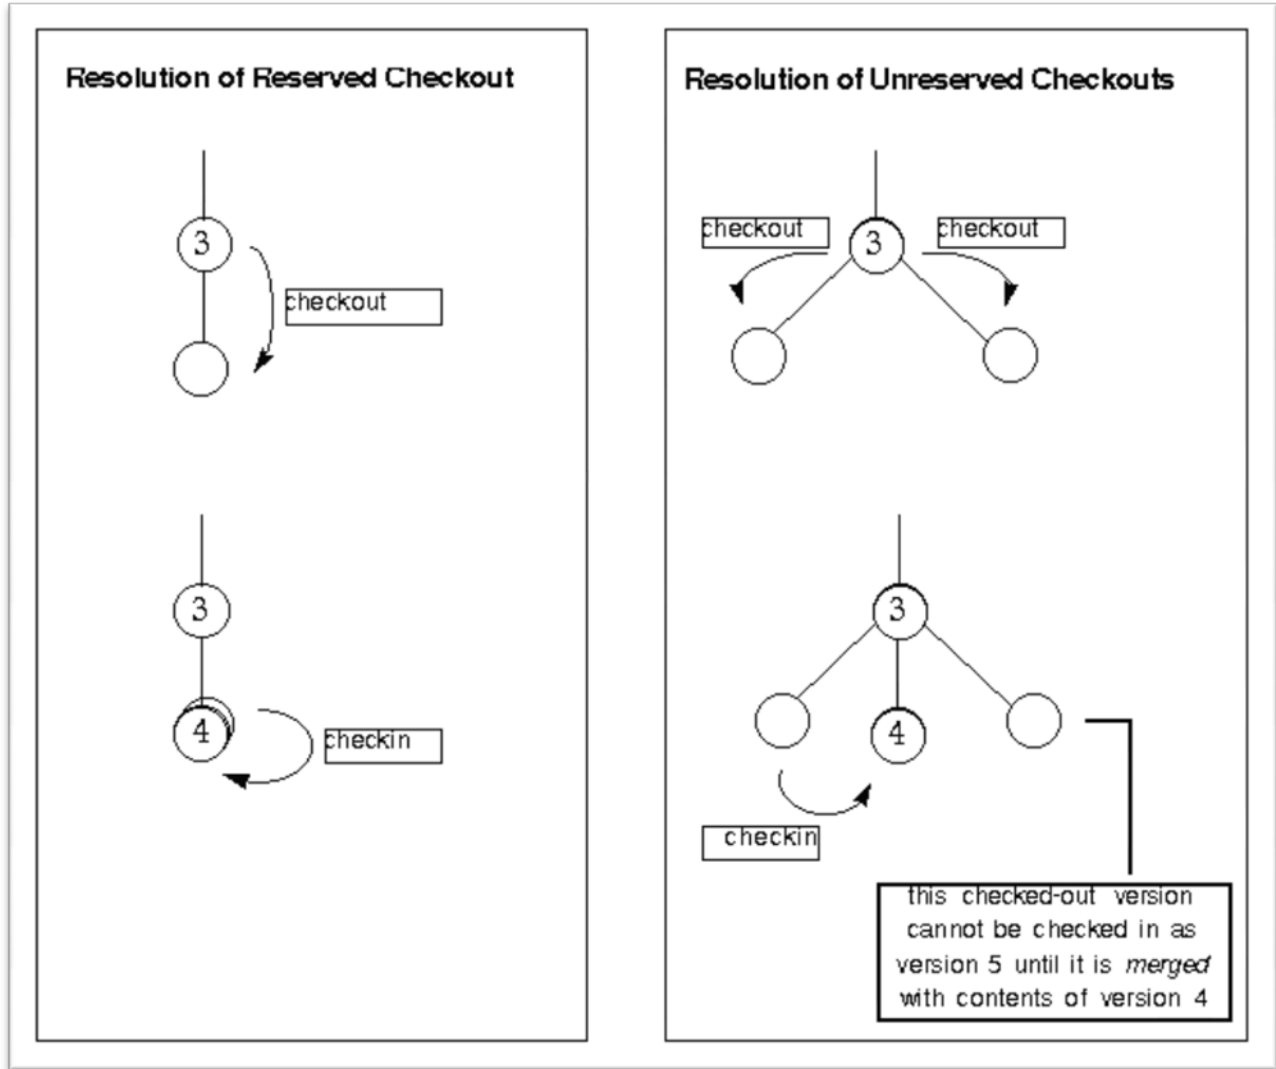 Resolution of Reserved Checkout
3
checkout
3
4
checkin
Resolution of Unreserved Checkouts
checkout
3
checkout
3
4
checkin
this checked-out version
cannot be checked in as
version 5 until it is merged
with contents of version 4